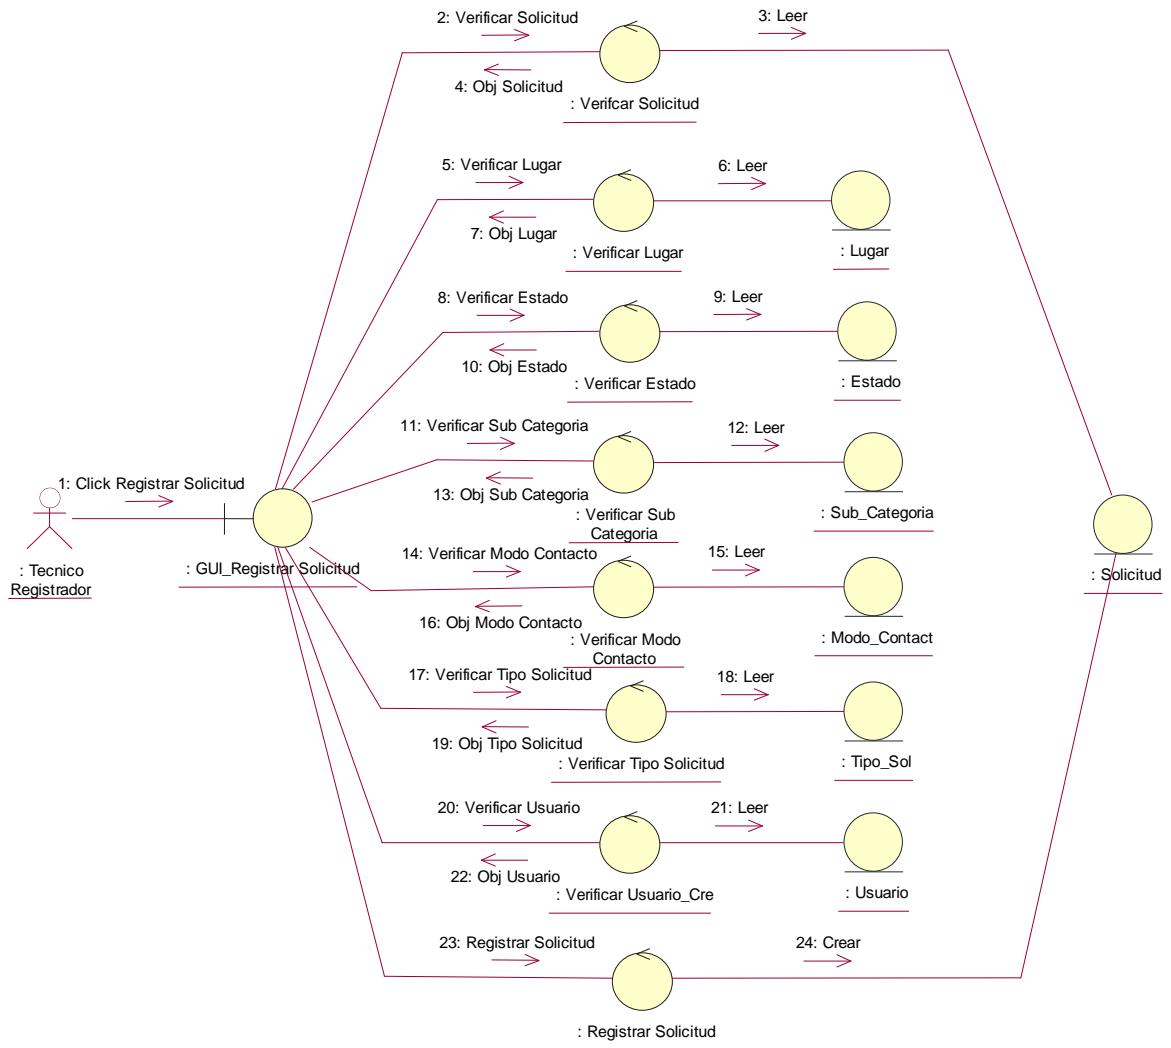 2: Verificar Solicitud
3: Leer
4: Obj Solicitud
: Verifcar Solicitud
5: Verificar Lugar
6: Leer
7: Obj Lugar
: Verificar Lugar
: Lugar
8: Verificar Estado
9: Leer
10: Obj Estado
: Verificar Estado
: Estado
11: Verificar Sub Categoria
12: Leer
13: Obj Sub Categoria
: Verificar Sub
Categoria
: Sub_Categoria
1: Click Registrar Solicitud
: Tecnico
Registrador
: GUI_Registrar Solicitud
: Solicitud
14: Verificar Modo Contacto
15: Leer
16: Obj Modo Contacto
: Verificar Modo
Contacto
: Modo_Contact
17: Verificar Tipo Solicitud
18: Leer
19: Obj Tipo Solicitud
: Verificar Tipo Solicitud
: Tipo_Sol
20: Verificar Usuario
21: Leer
22: Obj Usuario
: Verificar Usuario_Cre
: Usuario
23: Registrar Solicitud
24: Crear
: Registrar Solicitud